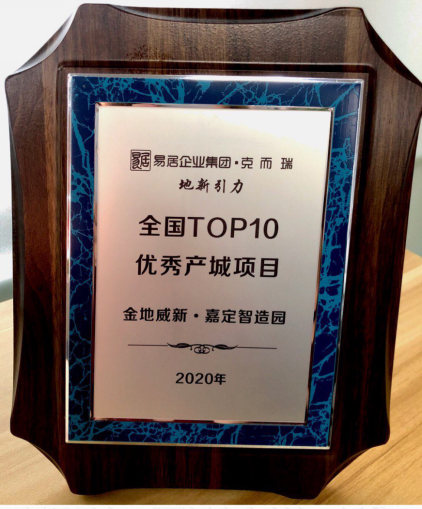 易居 易居企业集团·克而瑞
地新引力
全国TOP10
优秀产城项目
金地威新·嘉定智造园
2020年